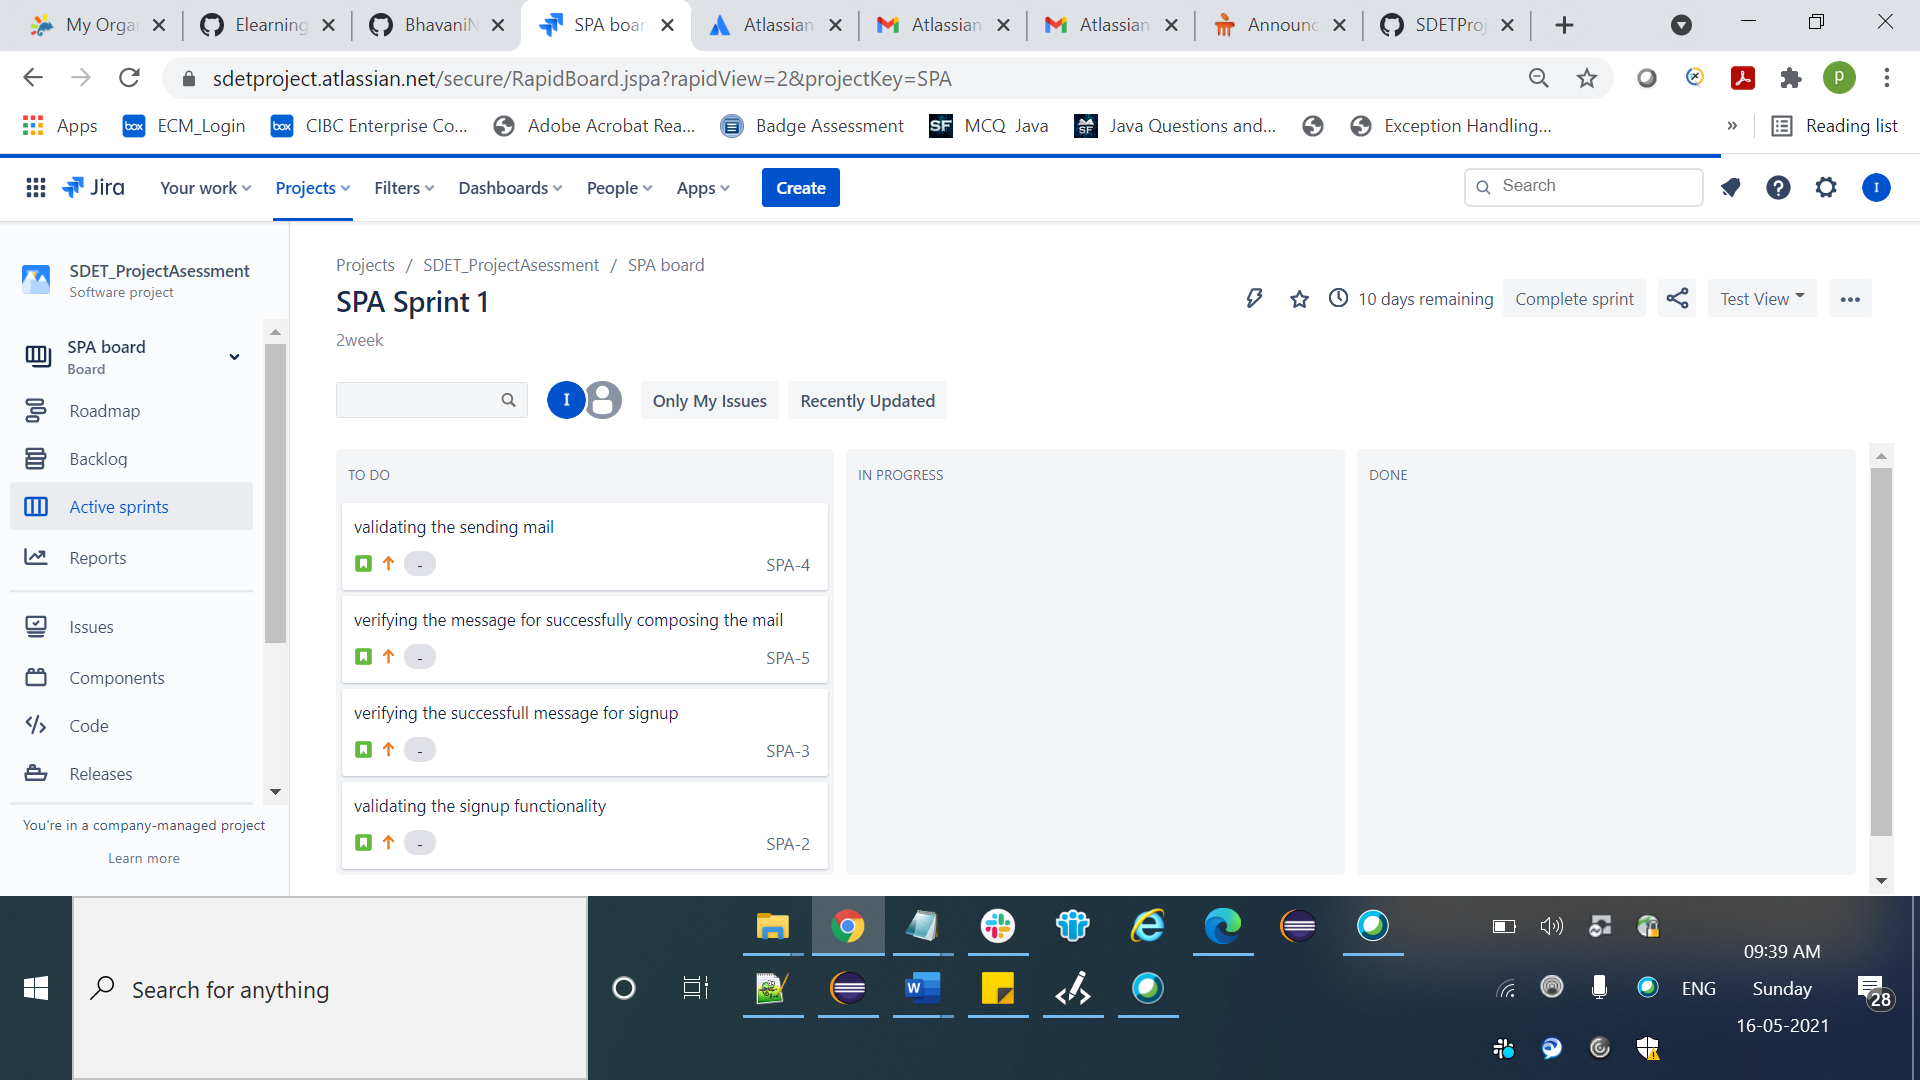 My Orga
Elearning
BhavaniN
SPA boar
Atlassian
Atlassian
Atlassian
Announc
SDETProj
sdetproject.atlassian.net/secure/RapidBoard.jspa?rapidView=2&projectKey=SPA
p
Apps
box ECM_Login
box CIBC Enterprise Co...
Adobe Acrobat Rea...
Badge Assessment
SF MCQ Java
SF Java Questions and...
Exception Handling...
»
Reading list
Jira
Your work
Projects
Filters
Dashboards
People
Apps
Create
Search
I
SDET_ProjectAsessment
Software project
SPA board
Board
Roadmap
Backlog
Active sprints
Reports
Issues
Components
Code
Releases
You're in a company-managed project
Learn more
Projects / SDET_ProjectAsessment / SPA board
SPA Sprint 1
2week
10 days remaining
Complete sprint
Test View
I
Only My Issues
Recently Updated
TO DO
IN PROGRESS
DONE
validating the sending mail
- SPA-4
verifying the message for successfully composing the mail
- SPA-5
verifying the successfull message for signup
- SPA-3
validating the signup functionality
- SPA-2
Search for anything
09:39 AM
ENG
Sunday
28
16-05-2021